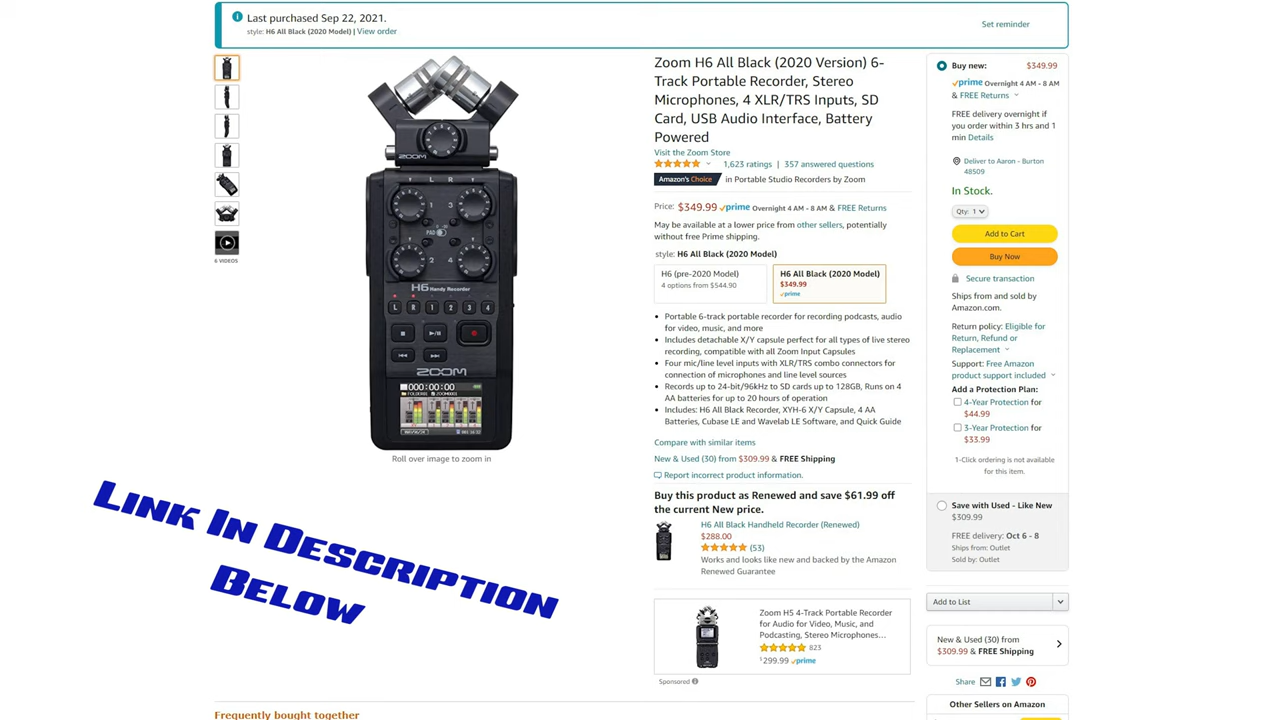 Last purchased Sep 22, 2021.
style: H6 All Black (2020 Model) | View order
Set reminder
6 VIDEOS
ZOOM
L R
1 3
PAD
2 4
H6 Handy Recorder
L R 1 2 3 4
ZOOM
000:00:00
Roll over image to zoom in
Link In Description
Below
Zoom H6 All Black (2020 Version) 6-
Track Portable Recorder, Stereo
Microphones, 4 XLR/TRS Inputs, SD
Card, USB Audio Interface, Battery
Powered
Visit the Zoom Store
1,623 ratings | 357 answered questions
Amazon's Choice in Portable Studio Recorders by Zoom
Price: $349.99 prime Overnight 4 AM - 8 AM & FREE Returns
May be available at a lower price from other sellers, potentially
without free Prime shipping.
style: H6 All Black (2020 Model)
H6 (pre-2020 Model)
4 options from $544.90
H6 All Black (2020 Model)
$349.99
prime
• Portable 6-track portable recorder for recording podcasts, audio
for video, music, and more
• Includes detachable X/Y capsule perfect for all types of live stereo
recording, compatible with all Zoom Input Capsules
• Four mic/line level inputs with XLR/TRS combo connectors for
connection of microphones and line level sources
• Records up to 24-bit/96kHz to SD cards up to 128GB, Runs on 4
AA batteries for up to 20 hours of operation
• Includes: H6 All Black Recorder, XYH-6 X/Y Capsule, 4 AA
Batteries, Cubase LE and Wavelab LE Software, and Quick Guide
Compare with similar items
New & Used (30) from $309.99 & FREE Shipping
Report incorrect product information.
Buy this product as Renewed and save $61.99 off
the current New price.
H6 All Black Handheld Recorder (Renewed)
$288.00
(53)
Works and looks like new and backed by the Amazon
Renewed Guarantee
Zoom H5 4-Track Portable Recorder
for Audio for Video, Music, and
Podcasting, Stereo Microphones...
823
$299.99 prime
Sponsored
Frequently bought together
Buy new: $349.99
prime Overnight 4 AM - 8 AM
& FREE Returns
FREE delivery overnight if
you order within 3 hrs and 1
min Details
Deliver to Aaron - Burton
48509
In Stock.
Qty: 1
Add to Cart
Buy Now
Secure transaction
Ships from and sold by
Amazon.com.
Return policy: Eligible for
Return, Refund or
Replacement
Support: Free Amazon
product support included
Add a Protection Plan:
4-Year Protection for
$44.99
3-Year Protection for
$33.99
1-Click ordering is not available
for this item.
Save with Used - Like New
$309.99
FREE delivery: Oct 6 - 8
Ships from: Outlet
Sold by: Outlet
Add to List
New & Used (30) from
$309.99 & FREE Shipping
Share
Other Sellers on Amazon